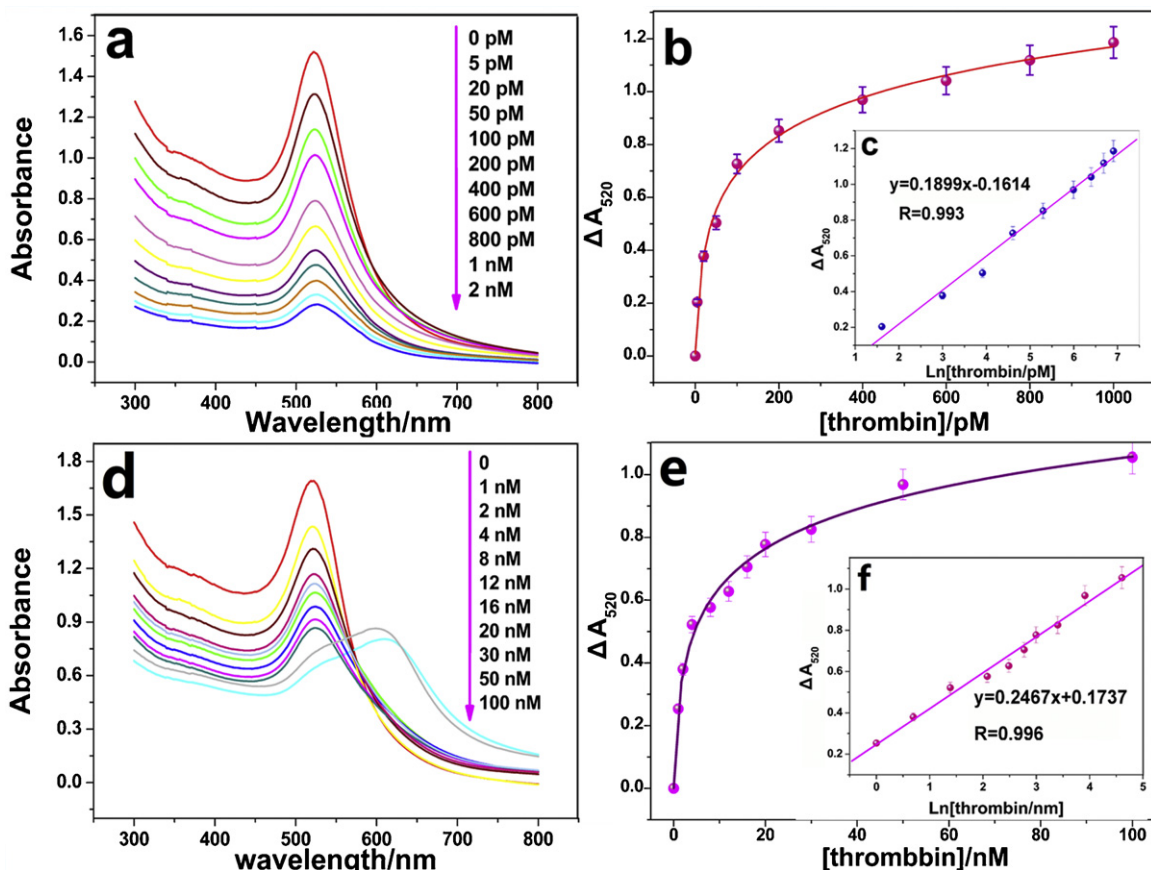 a
Absorbance
1.6
1.4
1.2
1.0
0.8
0.6
0.4
0.2
0.0
300 400 500 600 700 800
Wavelength/nm
0 pM
5 pM
20 pM
50 pM
100 pM
200 pM
400 pM
600 pM
800 pM
1 nM
2 nM
b
ΔA520
1.2
1.0
0.8
0.6
0.4
0.2
0.0
0 200 400 600 800 1000
[thrombin]/pM
c
y=0.1899x-0.1614
R=0.993
ΔA520
1.2
1.0
0.8
0.6
0.4
0.2
1 2 3 4 5 6 7
Ln[thrombin/pM]
d
Absorbance
1.8
1.5
1.2
0.9
0.6
0.3
0.0
300 400 500 600 700 800
wavelength/nm
0
1 nM
2 nM
4 nM
8 nM
12 nM
16 nM
20 nM
30 nM
50 nM
100 nM
e
ΔA520
1.0
0.8
0.6
0.4
0.2
0.0
0 20 40 60 80 100
[thrombbin]/nM
f
y=0.2467x+0.1737
R=0.996
ΔA520
1.0
0.8
0.6
0.4
0.2
0 1 2 3 4 5
Ln[thrombin/nm]